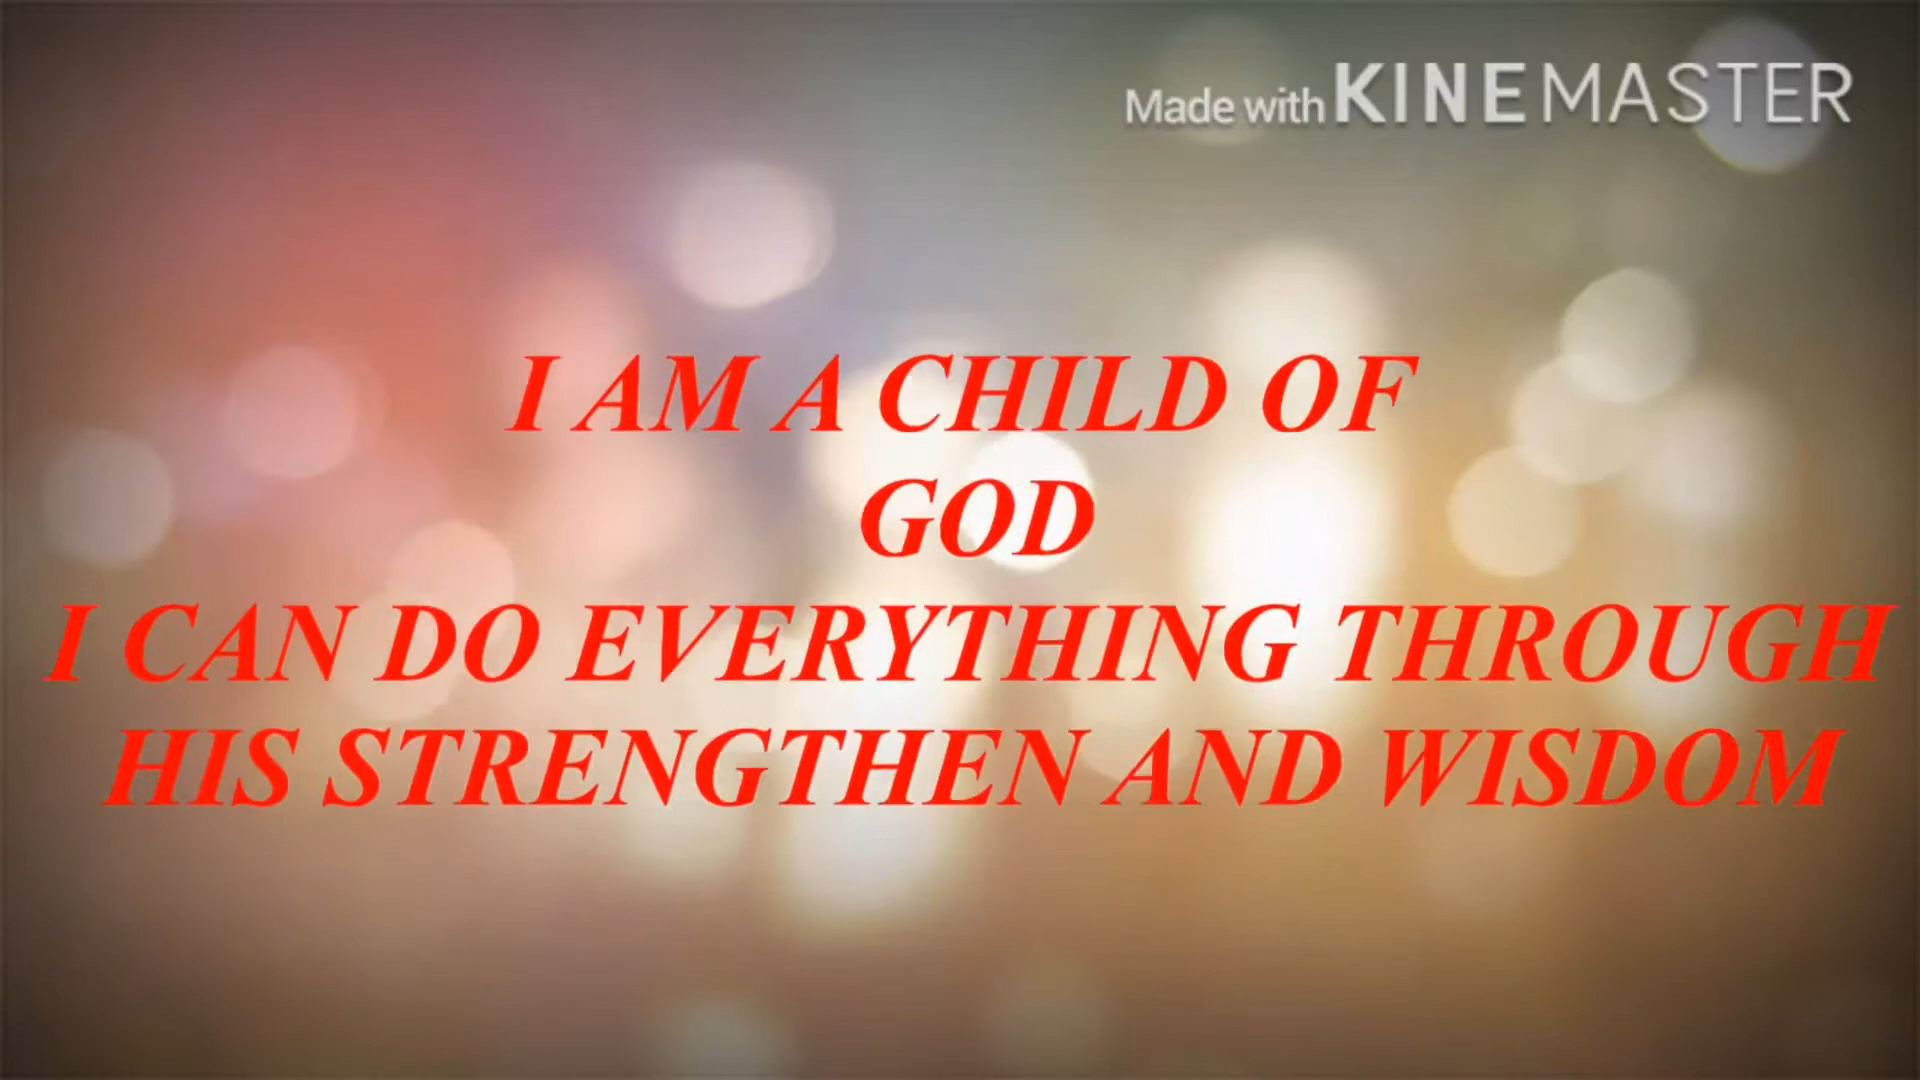 Made with KINEMASTER
I AM A CHILD OF
GOD
I CAN DO EVERYTHING THROUGH
HIS STRENGTHEN AND WISDOM